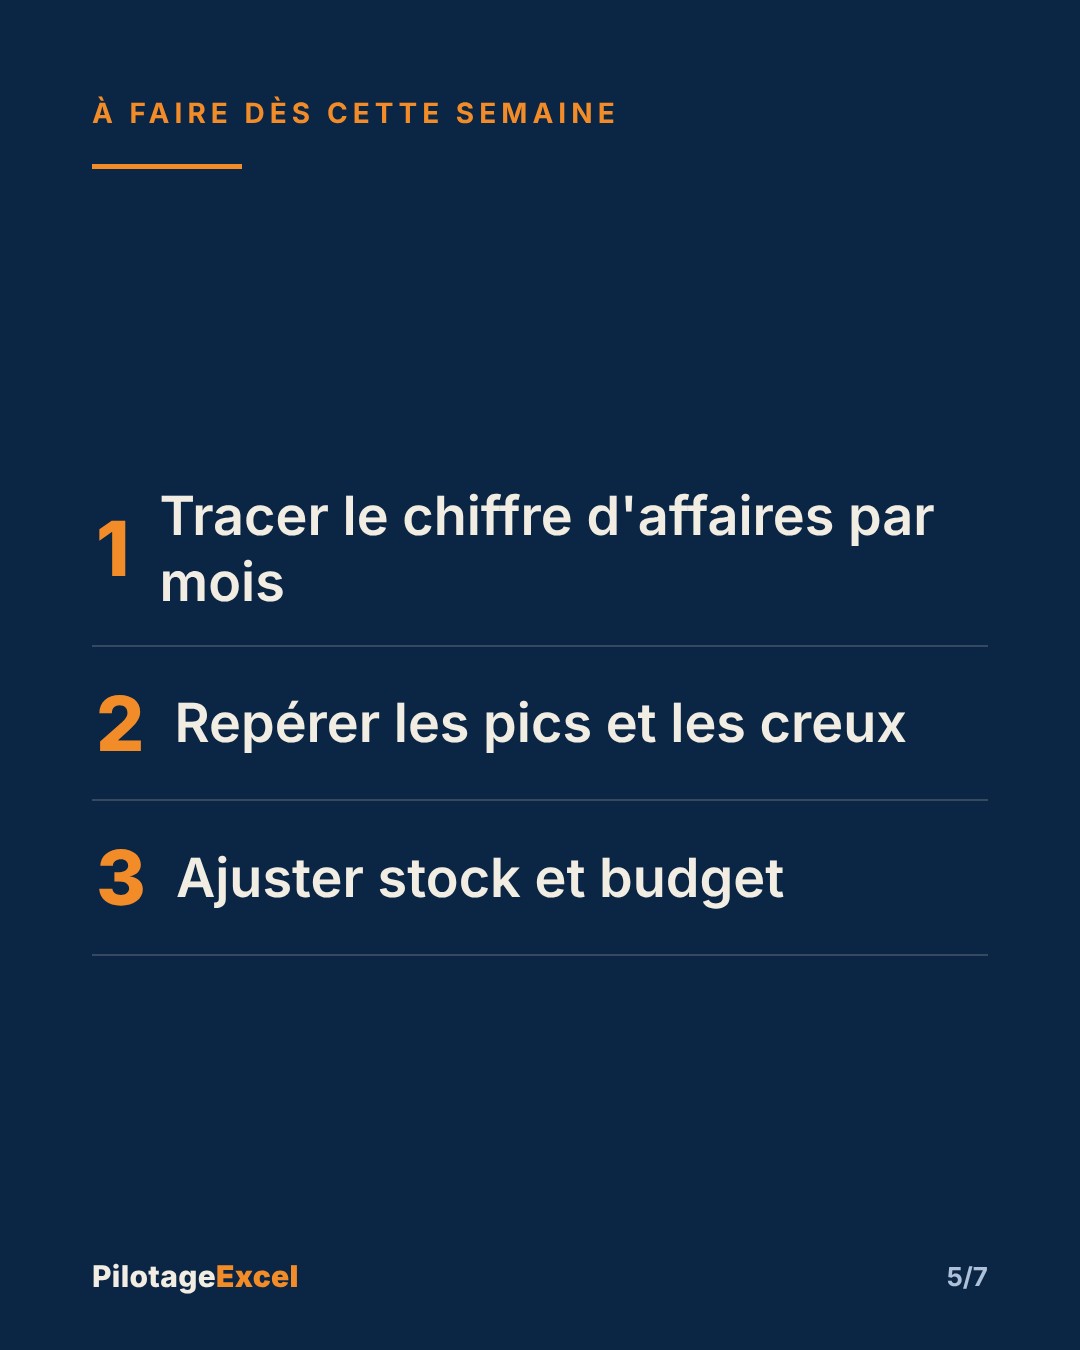 À FAIRE DÈS CETTE SEMAINE
1 Tracer le chiffre d'affaires par
mois
2 Repérer les pics et les creux
3 Ajuster stock et budget
PilotageExcel
5/7